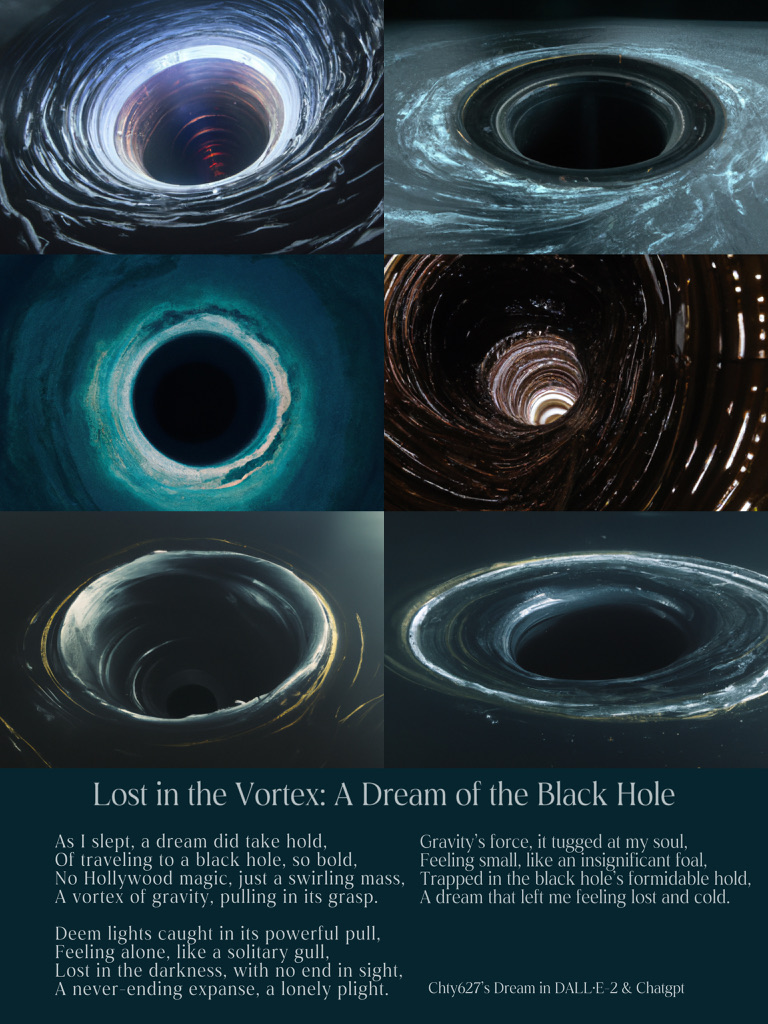 Lost in the Vortex: A Dream of the Black Hole
As I slept, a dream did take hold,
Of traveling to a black hole, so bold,
No Hollywood magic, just a swirling mass,
A vortex of gravity, pulling in its grasp.
Deem lights caught in its powerful pull,
Feeling alone, like a solitary gull,
Lost in the darkness, with no end in sight,
A never-ending expanse, a lonely plight.
Gravity's force, it tugged at my soul,
Feeling small, like an insignificant foal,
Trapped in the black hole's formidable hold,
A dream that left me feeling lost and cold.
Chty627's Dream in DALL·E-2 & Chatgpt